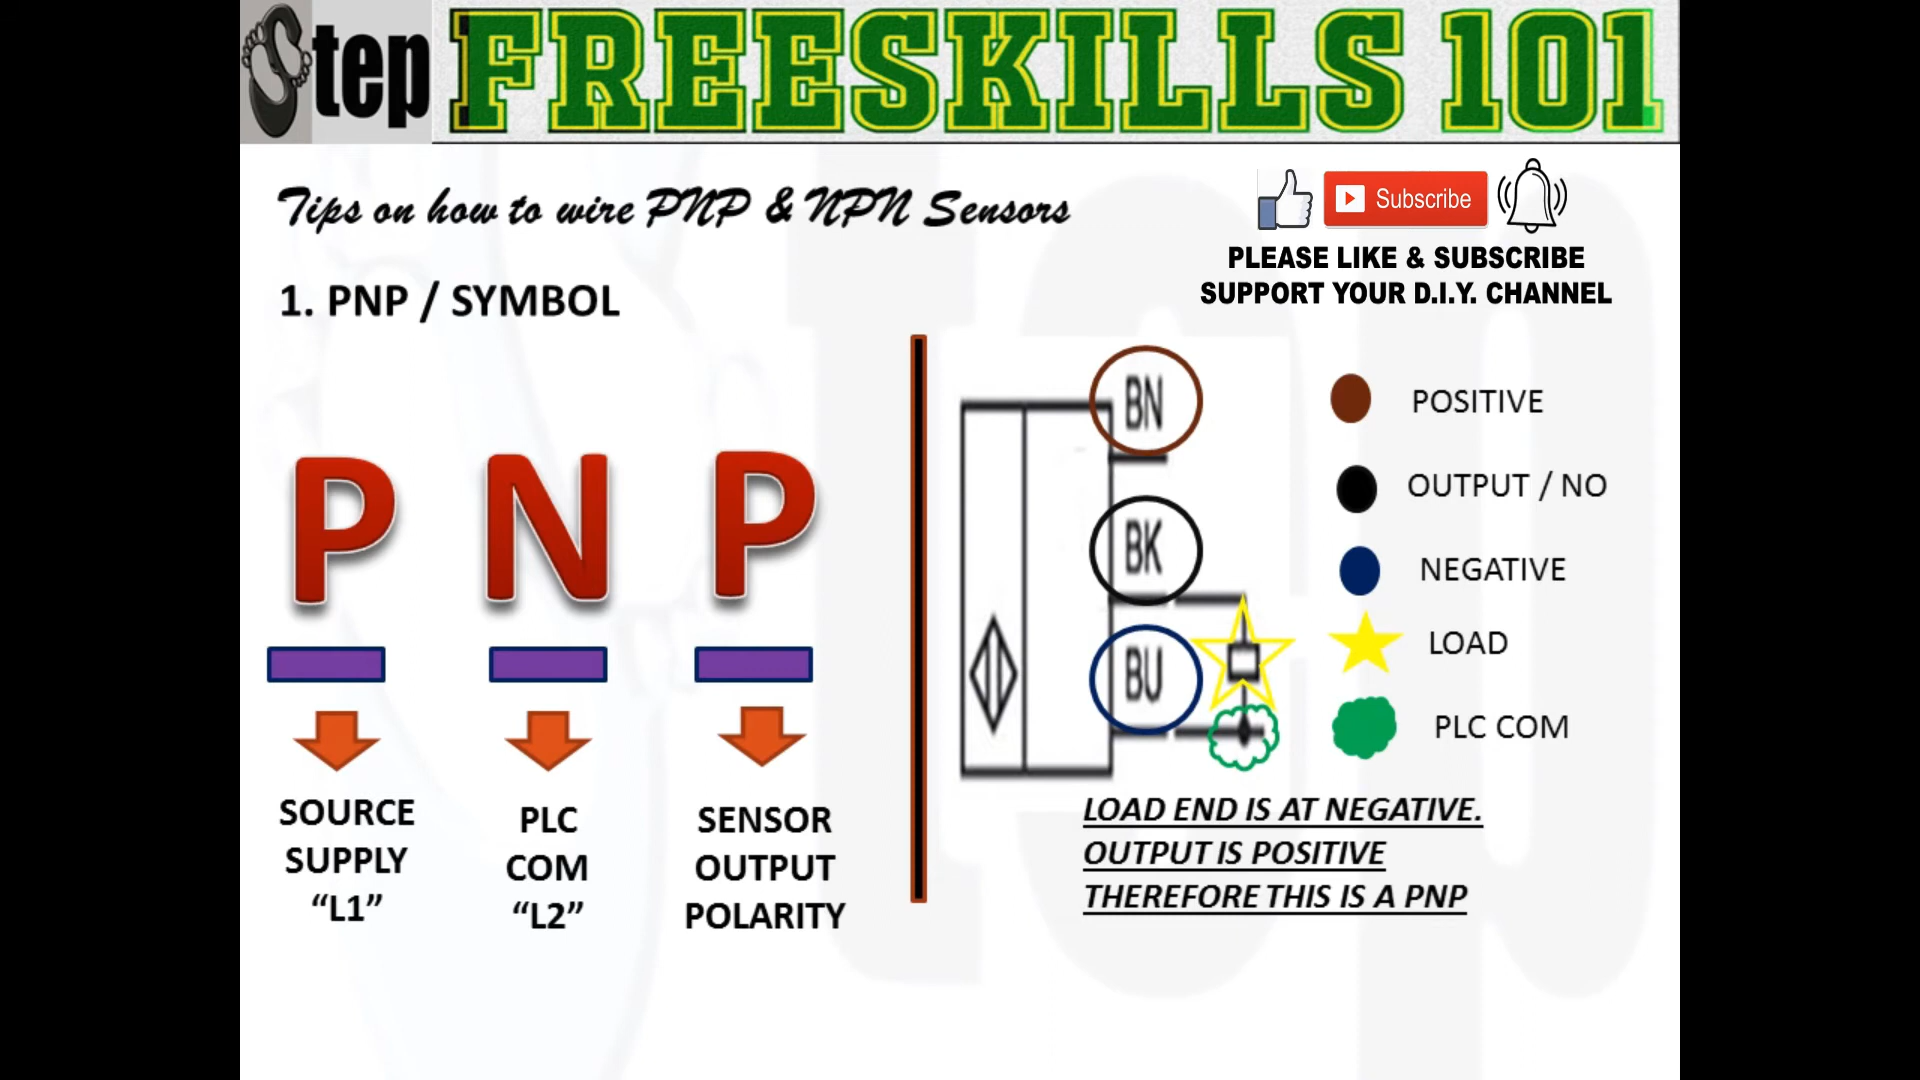 Step FREESKILLS 101
Tips on how to wire PNP & NPN Sensors
Subscribe
PLEASE LIKE & SUBSCRIBE
SUPPORT YOUR D.I.Y. CHANNEL
1. PNP / SYMBOL
P N P
SOURCE
SUPPLY
“L1”
PLC
COM
“L2”
SENSOR
OUTPUT
POLARITY
BN
BK
BU
POSITIVE
OUTPUT / NO
NEGATIVE
LOAD
PLC COM
LOAD END IS AT NEGATIVE.
OUTPUT IS POSITIVE
THEREFORE THIS IS A PNP